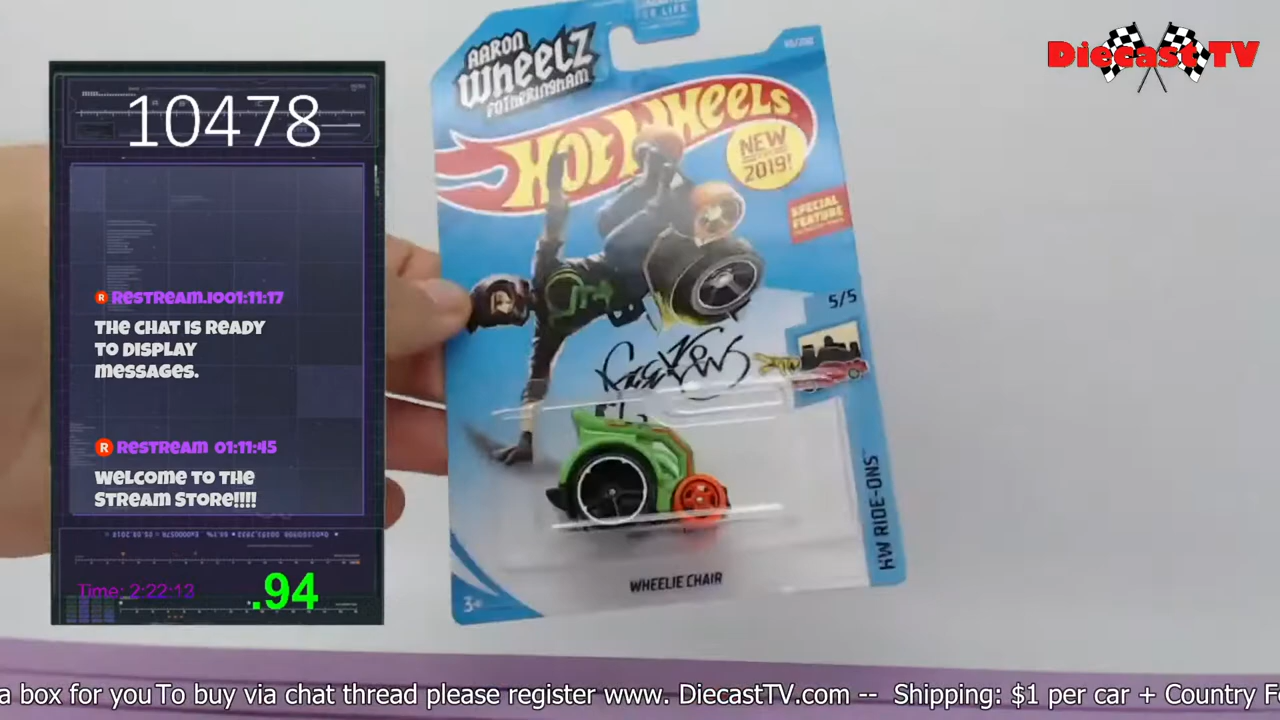 10478
Restream.io 01:11:17
THE CHAT IS READY
TO DISPLAY
MESSAGES.
Restream 01:11:45
WELCOME TO THE
STREAM STORE!!!!
Time: 2:22:13
.94
AARON
Wheelz
FOTHERINGHAM
HOT WHEELS
NEW
2019!
SPECIAL
FEATURE
5/5
HW RIDE-ONS
WHEELIE CHAIR
3+
Diecast TV
a box for you To buy via chat thread please register www. DiecastTV.com -- Shipping: $1 per car + Country F